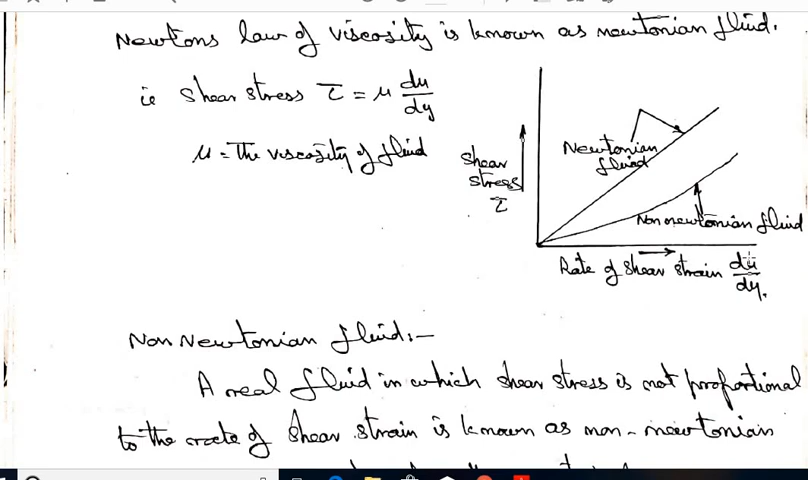 Newtons law of viscosity is known as newtonian fluid.
ie shear stress τ = μ du/dy
μ = The viscosity of fluid
Shear stress τ
Newtonian fluid
Non newtonian fluid
Rate of shear strain du/dy.
Non Newtonian fluid:-
A real fluid in which shear stress is not proportional
to the rate of shear strain is known as non-newtonian